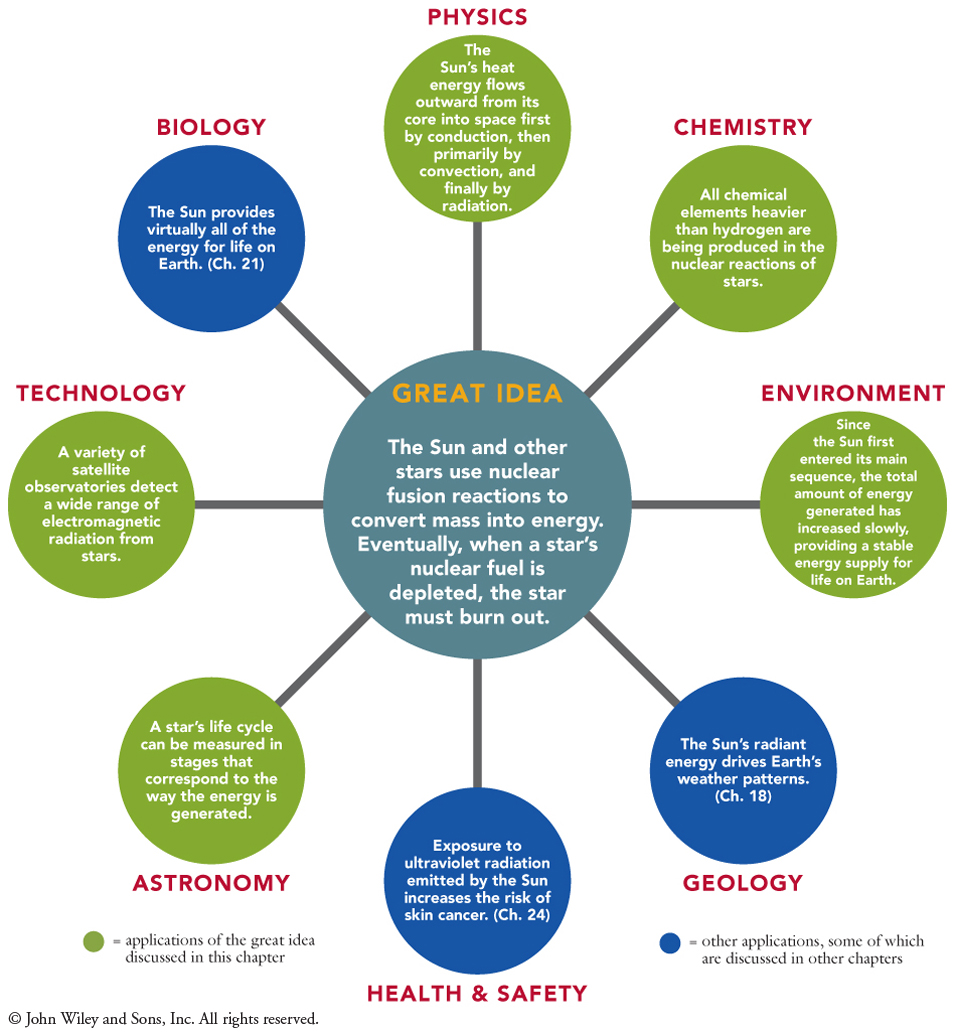 PHYSICS
The
Sun's heat
energy flows
outward from its
core into space first
by conduction, then
primarily by
convection, and
finally by
radiation.
BIOLOGY
The Sun provides
virtually all of the
energy for life on
Earth. (Ch. 21)
CHEMISTRY
All chemical
elements heavier
than hydrogen are
being produced in the
nuclear reactions of
stars.
TECHNOLOGY
A variety of
satellite
observatories detect
a wide range of
electromagnetic
radiation from
stars.
GREAT IDEA
The Sun and other
stars use nuclear
fusion reactions to
convert mass into energy.
Eventually, when a star's
nuclear fuel is
depleted, the star
must burn out.
ENVIRONMENT
Since
the Sun first
entered its main
sequence, the total
amount of energy
generated has
increased slowly,
providing a stable
energy supply for
life on Earth.
A star's life cycle
can be measured in
stages that
correspond to the
way the energy is
generated.
ASTRONOMY
Exposure to
ultraviolet radiation
emitted by the Sun
increases the risk of
skin cancer. (Ch. 24)
HEALTH & SAFETY
The Sun's radiant
energy drives Earth's
weather patterns.
(Ch. 18)
GEOLOGY
= applications of the great idea
discussed in this chapter
= other applications, some of which
are discussed in other chapters
© John Wiley and Sons, Inc. All rights reserved.